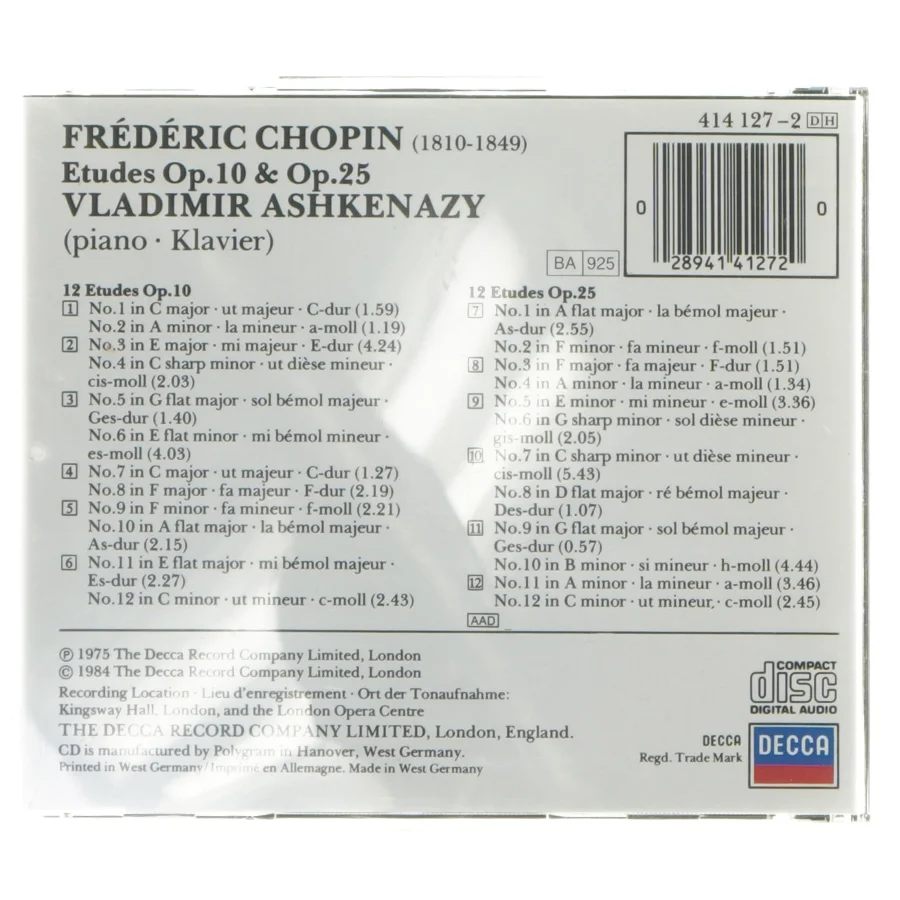 FRÉDÉRIC CHOPIN (1810-1849)
Etudes Op.10 & Op.25
VLADIMIR ASHKENAZY
(piano · Klavier)
414 127-2 DH
0 28941 41272 0
BA 925
12 Etudes Op.10
1 No.1 in C major · ut majeur · C-dur (1.59)
No.2 in A minor · la mineur · a-moll (1.19)
2 No.3 in E major · mi majeur · E-dur (4.24)
No.4 in C sharp minor · ut dièse mineur ·
cis-moll (2.03)
3 No.5 in G flat major · sol bémol majeur ·
Ges-dur (1.40)
No.6 in E flat minor · mi bémol mineur ·
es-moll (4.03)
4 No.7 in C major · ut majeur · C-dur (1.27)
No.8 in F major · fa majeur · F-dur (2.19)
5 No.9 in F minor · fa mineur · f-moll (2.21)
No.10 in A flat major · la bémol majeur ·
As-dur (2.15)
6 No.11 in E flat major · mi bémol majeur ·
Es-dur (2.27)
No.12 in C minor · ut mineur · c-moll (2.43)
12 Etudes Op.25
7 No.1 in A flat major · la bémol majeur ·
As-dur (2.55)
No.2 in F minor · fa mineur · f-moll (1.51)
8 No.3 in F major · fa majeur · F-dur (1.51)
No.4 in A minor · la mineur · a-moll (1.34)
9 No.5 in E minor · mi mineur · e-moll (3.36)
No.6 in G sharp minor · sol dièse mineur ·
gis-moll (2.05)
10 No.7 in C sharp minor · ut dièse mineur ·
cis-moll (5.43)
No.8 in D flat major · ré bémol majeur ·
Des-dur (1.07)
11 No.9 in G flat major · sol bémol majeur ·
Ges-dur (0.57)
No.10 in B minor · si mineur · h-moll (4.44)
12 No.11 in A minor · la mineur · a-moll (3.46)
No.12 in C minor · ut mineur · c-moll (2.45)
AAD
℗ 1975 The Decca Record Company Limited, London
© 1984 The Decca Record Company Limited, London
Recording Location · Lieu d'enregistrement · Ort der Tonaufnahme:
Kingsway Hall, London, and the London Opera Centre
THE DECCA RECORD COMPANY LIMITED, London, England.
CD is manufactured by Polygram in Hanover, West Germany.
Printed in West Germany/Imprimé en Allemagne. Made in West Germany
COMPACT
disc
DIGITAL AUDIO
DECCA
Regd. Trade Mark
DECCA